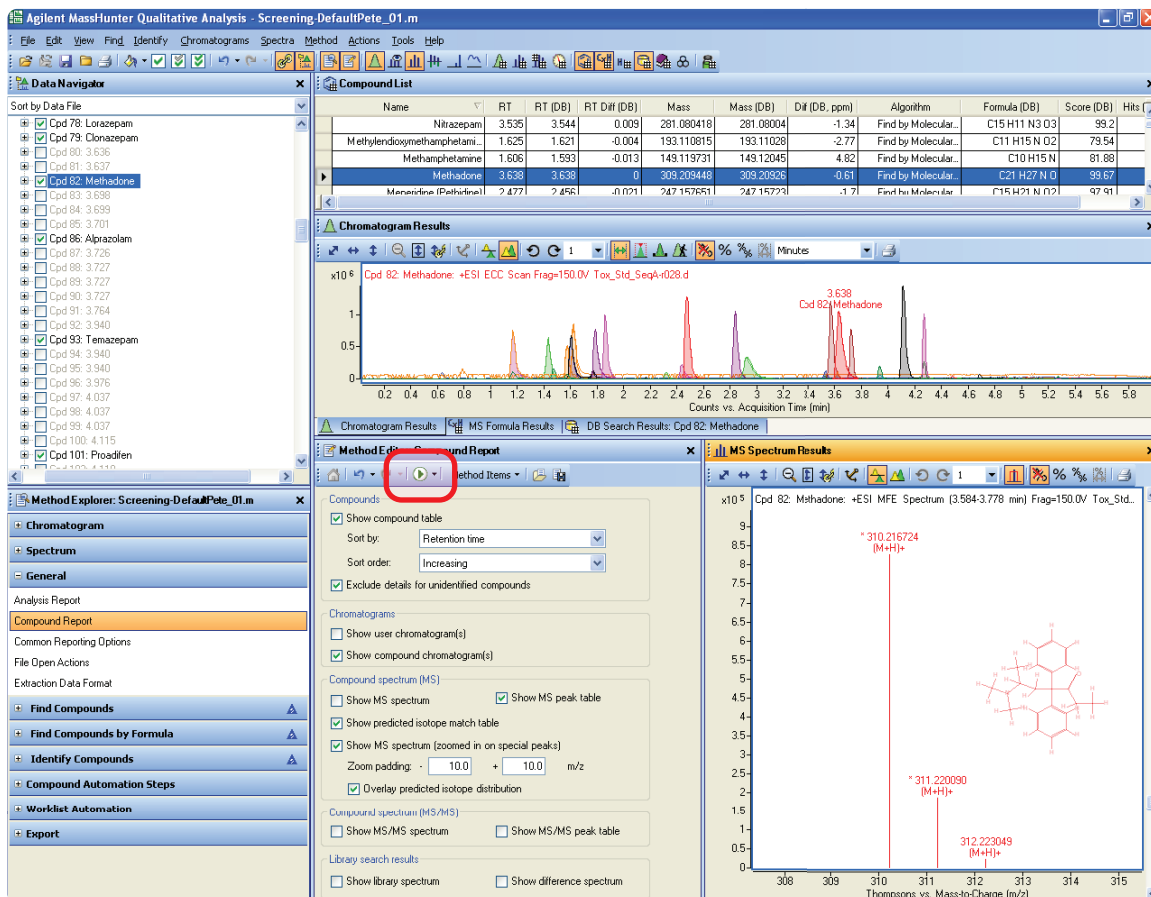 Agilent MassHunter Qualitative Analysis - Screening-DefaultPete_01.m
File Edit View Find Identify Chromatograms Spectra Method Actions Tools Help
Data Navigator
Sort by Data File
Cpd 78: Lorazepam
Cpd 79: Clonazepam
Cpd 80: 3.636
Cpd 81: 3.637
Cpd 82: Methadone
Cpd 83: 3.698
Cpd 84: 3.699
Cpd 85: 3.701
Cpd 86: Alprazolam
Cpd 87: 3.726
Cpd 88: 3.727
Cpd 89: 3.727
Cpd 90: 3.727
Cpd 91: 3.764
Cpd 92: 3.940
Cpd 93: Temazepam
Cpd 94: 3.940
Cpd 95: 3.940
Cpd 96: 3.976
Cpd 97: 4.037
Cpd 98: 4.037
Cpd 99: 4.037
Cpd 100: 4.115
Cpd 101: Proadifen
Method Explorer: Screening-DefaultPete_01.m
Chromatogram
Spectrum
General
Analysis Report
Compound Report
Common Reporting Options
File Open Actions
Extraction Data Format
Find Compounds
Find Compounds by Formula
Identify Compounds
Compound Automation Steps
Worklist Automation
Export
Compound List
Name RT RT (DB) RT Diff (DB) Mass Mass (DB) Dif (DB, ppm) Algorithm Formula (DB) Score (DB) Hits (
Nitrazepam 3.535 3.544 0.009 281.080418 281.08004 -1.34 Find by Molecular... C15 H11 N3 O3 99.2
Methylendioxymethamphetami... 1.625 1.621 -0.004 193.110815 193.11028 -2.77 Find by Molecular... C11 H15 N O2 79.54
Methamphetamine 1.606 1.593 -0.013 149.119731 149.12045 4.82 Find by Molecular... C10 H15 N 81.88
Methadone 3.638 3.638 0 309.209448 309.20926 -0.61 Find by Molecular... C21 H27 N O 99.67
Meperidine (Pethidine) 2.477 2.456 -0.021 247.157651 247.15723 -1.7 Find by Molecular... C15 H21 N O2 97.91
Chromatogram Results
1 Minutes
x10 6 Cpd 82: Methadone: +ESI ECC Scan Frag=150.0V Tox_Std_SeqA-r028.d
3.638
Cpd 82: Methadone
1
0.5
0
0.2 0.4 0.6 0.8 1 1.2 1.4 1.6 1.8 2 2.2 2.4 2.6 2.8 3 3.2 3.4 3.6 3.8 4 4.2 4.4 4.6 4.8 5 5.2 5.4 5.6 5.8
Counts vs. Acquisition Time (min)
Chromatogram Results MS Formula Results DB Search Results: Cpd 82: Methadone
Method Editor: Compound Report
Method Items
Compounds
Show compound table
Sort by: Retention time
Sort order: Increasing
Exclude details for unidentified compounds
Chromatograms
Show user chromatogram(s)
Show compound chromatogram(s)
Compound spectrum (MS)
Show MS spectrum Show MS peak table
Show predicted isotope match table
Show MS spectrum (zoomed in on special peaks)
Zoom padding: - 10.0 + 10.0 m/z
Overlay predicted isotope distribution
Compound spectrum (MS/MS)
Show MS/MS spectrum Show MS/MS peak table
Library search results
Show library spectrum Show difference spectrum
MS Spectrum Results
1
x10 5 Cpd 82: Methadone: +ESI MFE Spectrum (3.584-3.778 min) Frag=150.0V Tox_Std...
9
8.5
8
7.5
7
6.5
6
5.5
5
4.5
4
3.5
3
2.5
2
1.5
1
0.5
0
* 310.216724
(M+H)+
* 311.220090
(M+H)+
312.223049
(M+H)+
308 309 310 311 312 313 314 315
Thompsons vs. Mass-to-Charge (m/z)